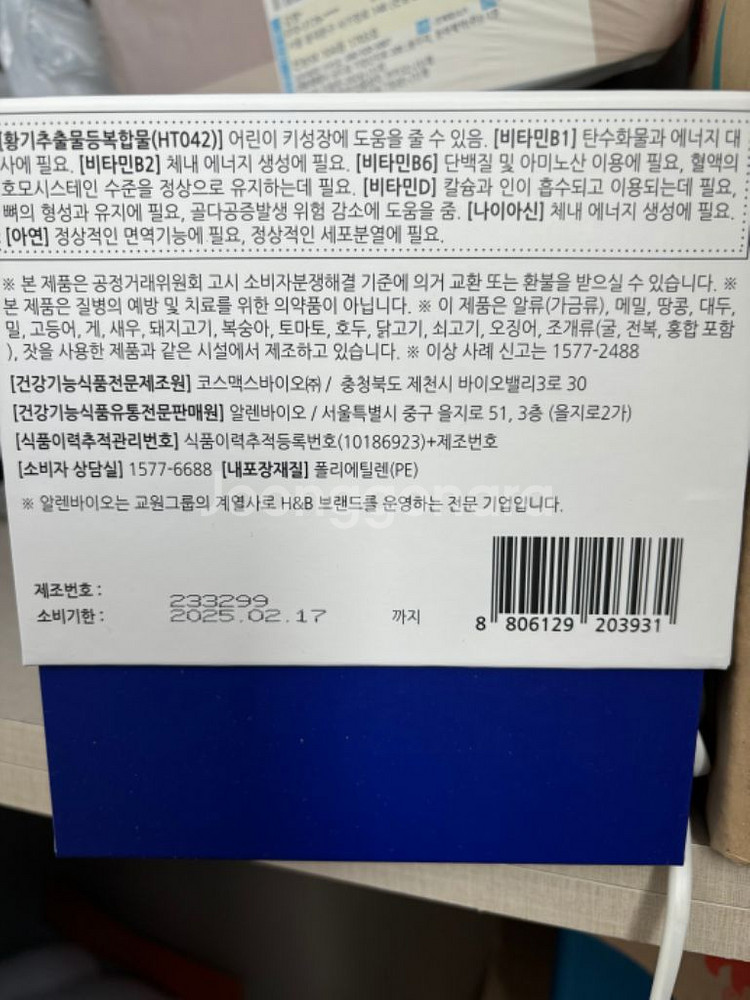 [황기추출물등복합물(HT042)] 어린이 키성장에 도움을 줄 수 있음. [비타민B1] 탄수화물과 에너지 대
사에 필요. [비타민B2] 체내 에너지 생성에 필요. [비타민B6] 단백질 및 아미노산 이용에 필요, 혈액의
호모시스테인 수준을 정상으로 유지하는데 필요. [비타민D] 칼슘과 인이 흡수되고 이용되는데 필요,
뼈의 형성과 유지에 필요, 골다공증발생 위험 감소에 도움을 줌. [나이아신] 체내 에너지 생성에 필요.
[아연] 정상적인 면역기능에 필요, 정상적인 세포분열에 필요.
※ 본 제품은 공정거래위원회 고시 소비자분쟁해결 기준에 의거 교환 또는 환불을 받으실 수 있습니다. ※
본 제품은 질병의 예방 및 치료를 위한 의약품이 아닙니다. ※ 이 제품은 알류(가금류), 메밀, 땅콩, 대두,
밀, 고등어, 게, 새우, 돼지고기, 복숭아, 토마토, 호두, 닭고기, 쇠고기, 오징어, 조개류(굴, 전복, 홍합 포함
), 잣을 사용한 제품과 같은 시설에서 제조하고 있습니다. ※ 이상 사례 신고는 1577-2488
[건강기능식품전문제조원] 코스맥스바이오㈜ / 충청북도 제천시 바이오밸리3로 30
[건강기능식품유통전문판매원] 알렌바이오 / 서울특별시 중구 을지로 51, 3층 (을지로2가)
[식품이력추적관리번호] 식품이력추적등록번호(10186923)+제조번호
[소비자 상담실] 1577-6688 [내포장재질] 폴리에틸렌(PE)
※ 알렌바이오는 교원그룹의 계열사로 H&B 브랜드를 운영하는 전문 기업입니다.
Joonggonara
제조번호 : 233299
소비기한 : 2025.02.17 까지
8 806129 203931